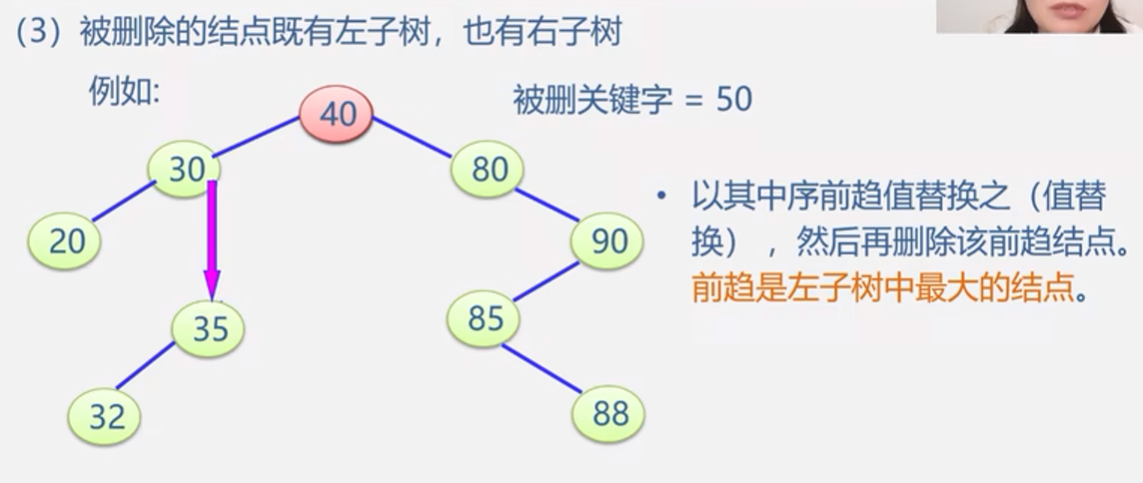 （3）被删除的结点既有左子树，也有右子树
例如:
被删关键字 = 50
40
30
80
20
90
35
85
32
88
• 以其中序前趋值替换之（值替
换），然后再删除该前趋结点。
前趋是左子树中最大的结点。